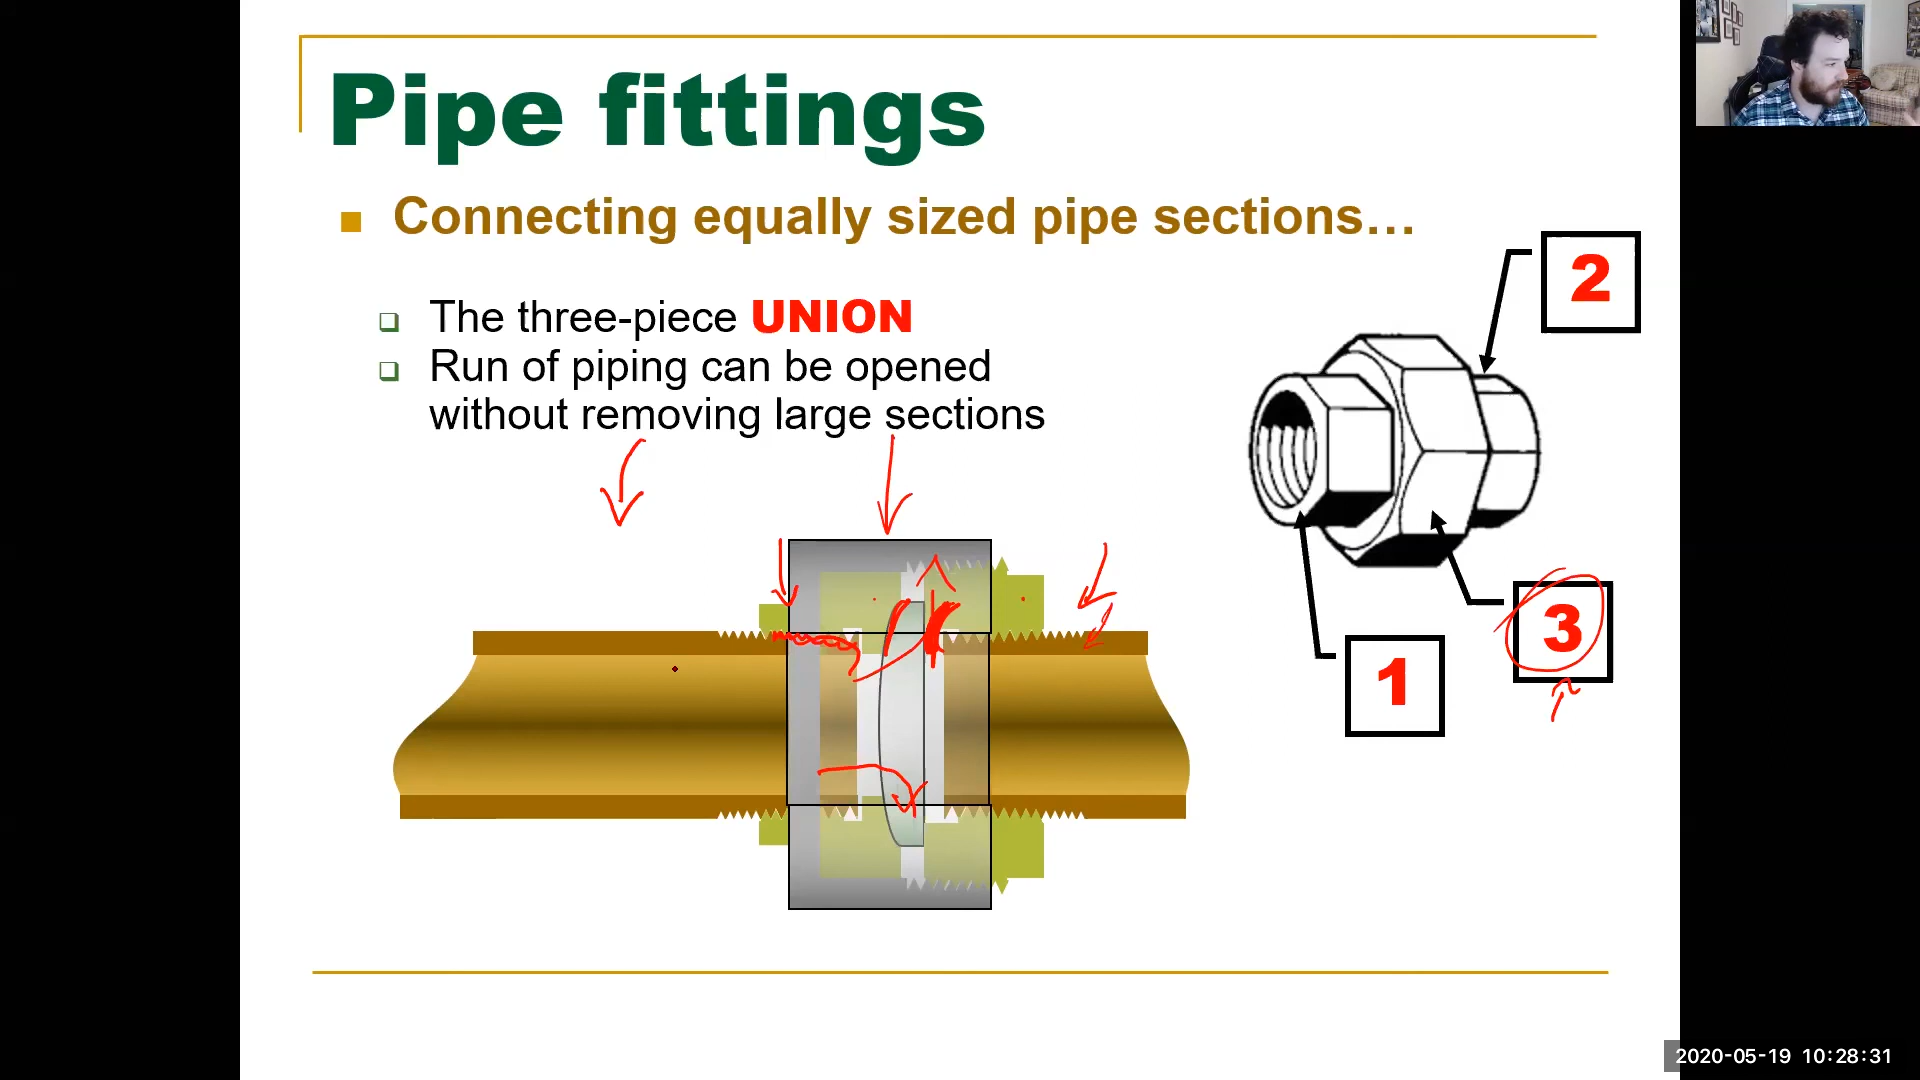 Pipe fittings
Connecting equally sized pipe sections...
The three-piece UNION
Run of piping can be opened
without removing large sections
2
3
1
2020-05-19 10:28:31